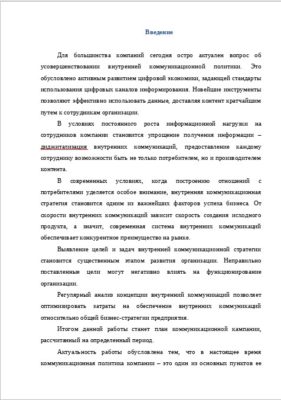 Введение
Для большинства компаний сегодня остро актуален вопрос об
усовершенствовании внутренней коммуникационной политики. Это
обусловлено активным развитием цифровой экономики, задающей стандарты
использования цифровых каналов информирования. Новейшие инструменты
позволяют эффективно использовать данные, доставляя контент кратчайшим
путем к сотрудникам организации.
В условиях постоянного роста информационной нагрузки на
сотрудников компании становится упрощение получения информации –
диджитализация внутренних коммуникаций, предоставление каждому
сотруднику возможности быть не только потребителем, но и производителем
контента.
В современных условиях, когда построению отношений с
потребителями уделяется особое внимание, внутренняя коммуникационная
стратегия становится одним из важнейших факторов успеха бизнеса. От
скорости внутренних коммуникаций зависит скорость создания исходного
продукта, а значит, современная система внутренних коммуникаций
обеспечивает конкурентное преимущество на рынке.
Выявление целей и задач внутренней коммуникационной стратегии
становится существенным этапом развития организации. Неправильно
поставленные цели могут негативно влиять на функционирование
организации.
Регулярный анализ концепции внутренних коммуникаций позволяет
оптимизировать затраты на обеспечение внутренних коммуникаций
относительно общей бизнес-стратегии предприятия.
Итогом данной работы станет план коммуникационной кампании,
рассчитанный на определенный период.
Актуальность работы обусловлена тем, что в настоящее время
коммуникационная политика компании – это один из основных пунктов ее